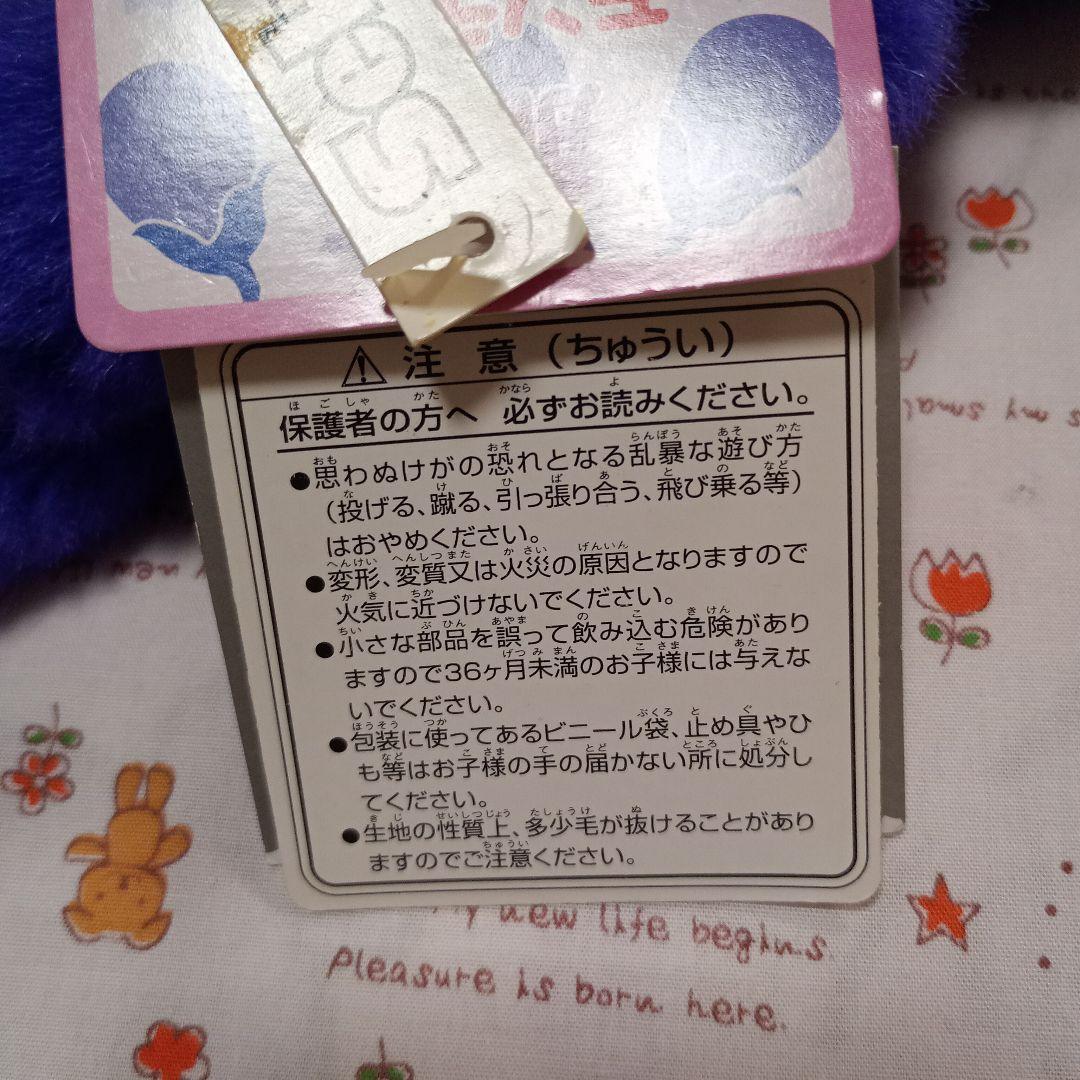 注意(ちゅうい)
保護者の方へ 必ずお読みください。
●思わぬけがの恐れとなる乱暴な遊び方
(投げる、蹴る、引っ張り合う、飛び乗る等)
はおやめください。
●変形、変質又は火災の原因となりますので
火気に近づけないでください。
●小さな部品を誤って飲み込む危険があり
ますので36ヶ月未満のお子様には与えな
いでください。
●包装に使ってあるビニール袋、止め具やひ
も等はお子様の手の届かない所に処分し
てください。
●生地の性質上、多少毛が抜けることがあり
ますのでご注意ください。
My new life begins.
Pleasure is born here.
is my smal